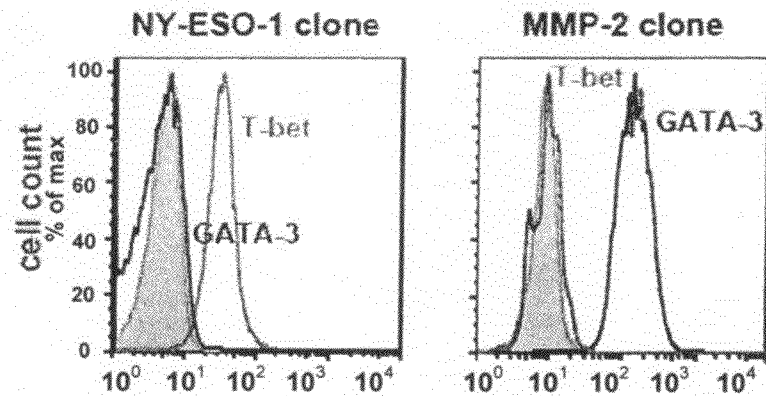 NY-ESO-1 clone
MMP-2 clone
cell count
% of max
100
80
60
40
20
0
T-bet
GATA-3
T-bet
GATA-3
10⁰ 10¹ 10² 10³ 10⁴
10⁰ 10¹ 10² 10³ 10⁴